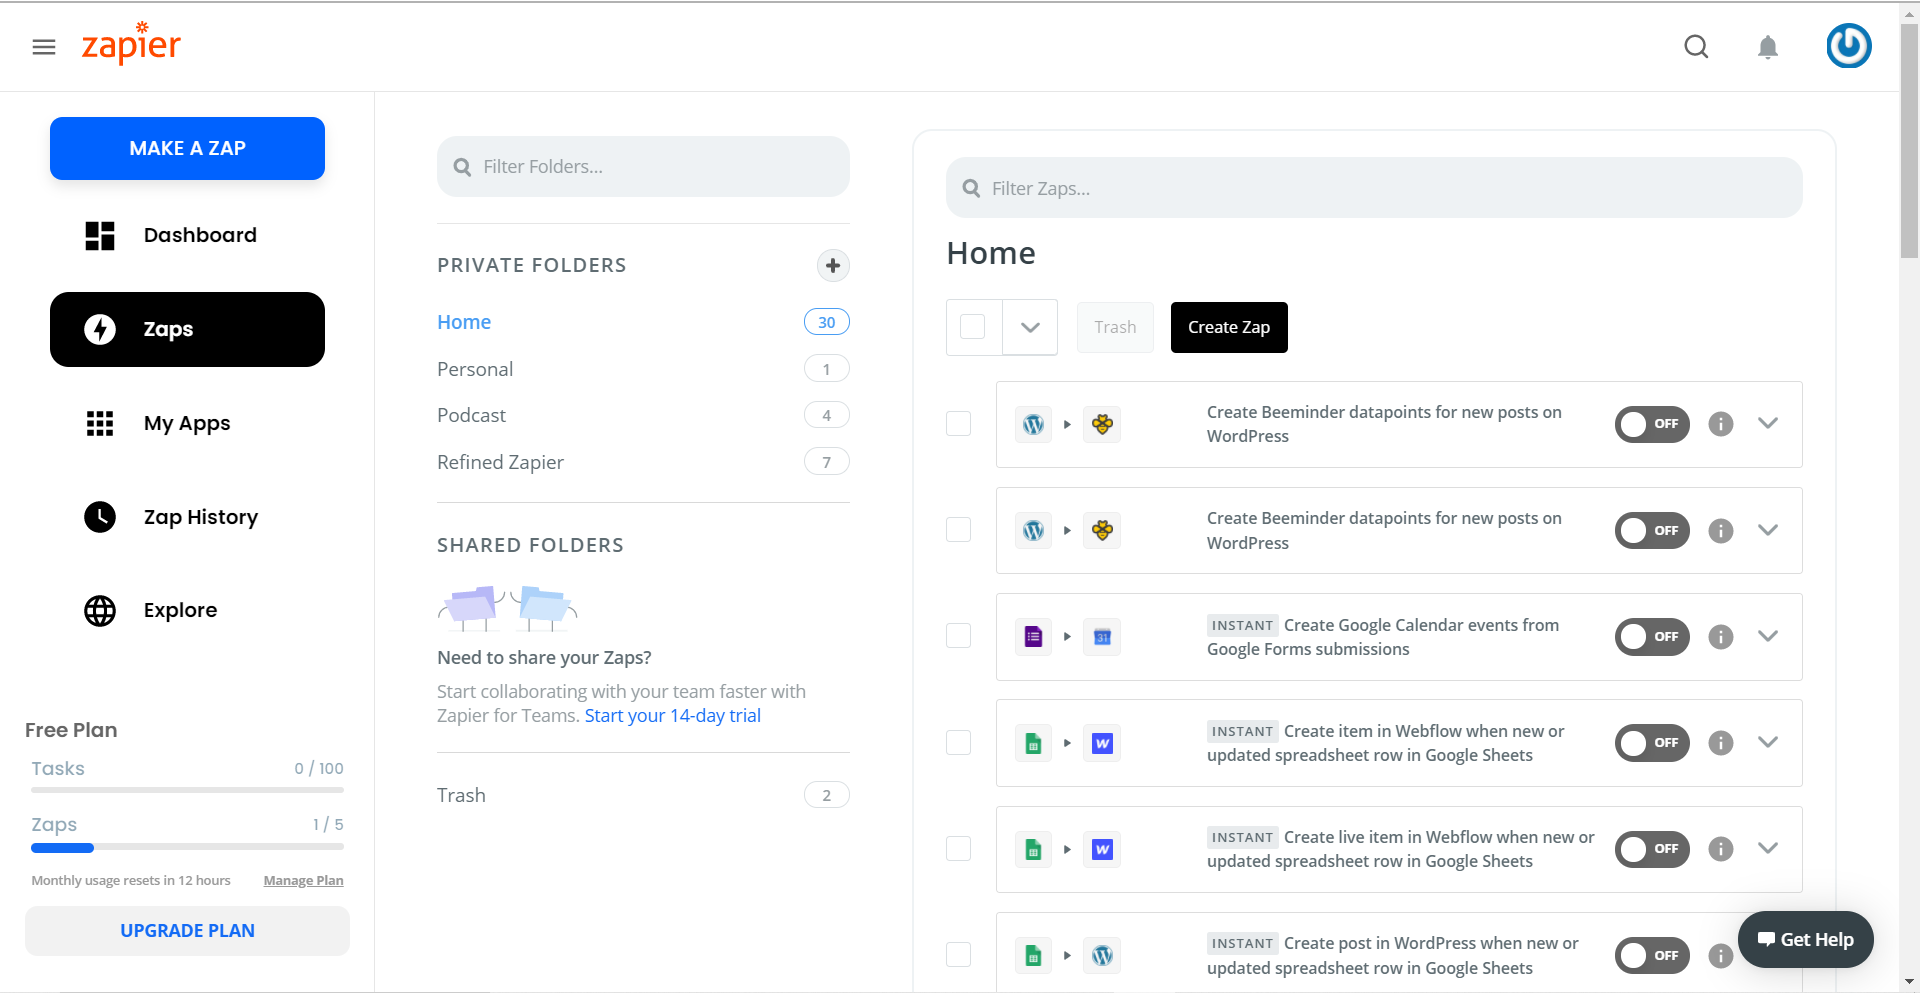 zapier
MAKE A ZAP
Dashboard
Zaps
My Apps
Zap History
Explore
Free Plan
Tasks 0 / 100
Zaps 1 / 5
Monthly usage resets in 12 hours Manage Plan
UPGRADE PLAN
Filter Folders...
PRIVATE FOLDERS
Home 30
Personal 1
Podcast 4
Refined Zapier 7
SHARED FOLDERS
Need to share your Zaps?
Start collaborating with your team faster with
Zapier for Teams. Start your 14-day trial
Trash 2
Filter Zaps...
Home
Trash Create Zap
Create Beeminder datapoints for new posts on
WordPress
OFF
Create Beeminder datapoints for new posts on
WordPress
OFF
INSTANT Create Google Calendar events from
Google Forms submissions
31
OFF
INSTANT Create item in Webflow when new or
updated spreadsheet row in Google Sheets
OFF
INSTANT Create live item in Webflow when new or
updated spreadsheet row in Google Sheets
OFF
INSTANT Create post in WordPress when new or
updated spreadsheet row in Google Sheets
OFF
Get Help